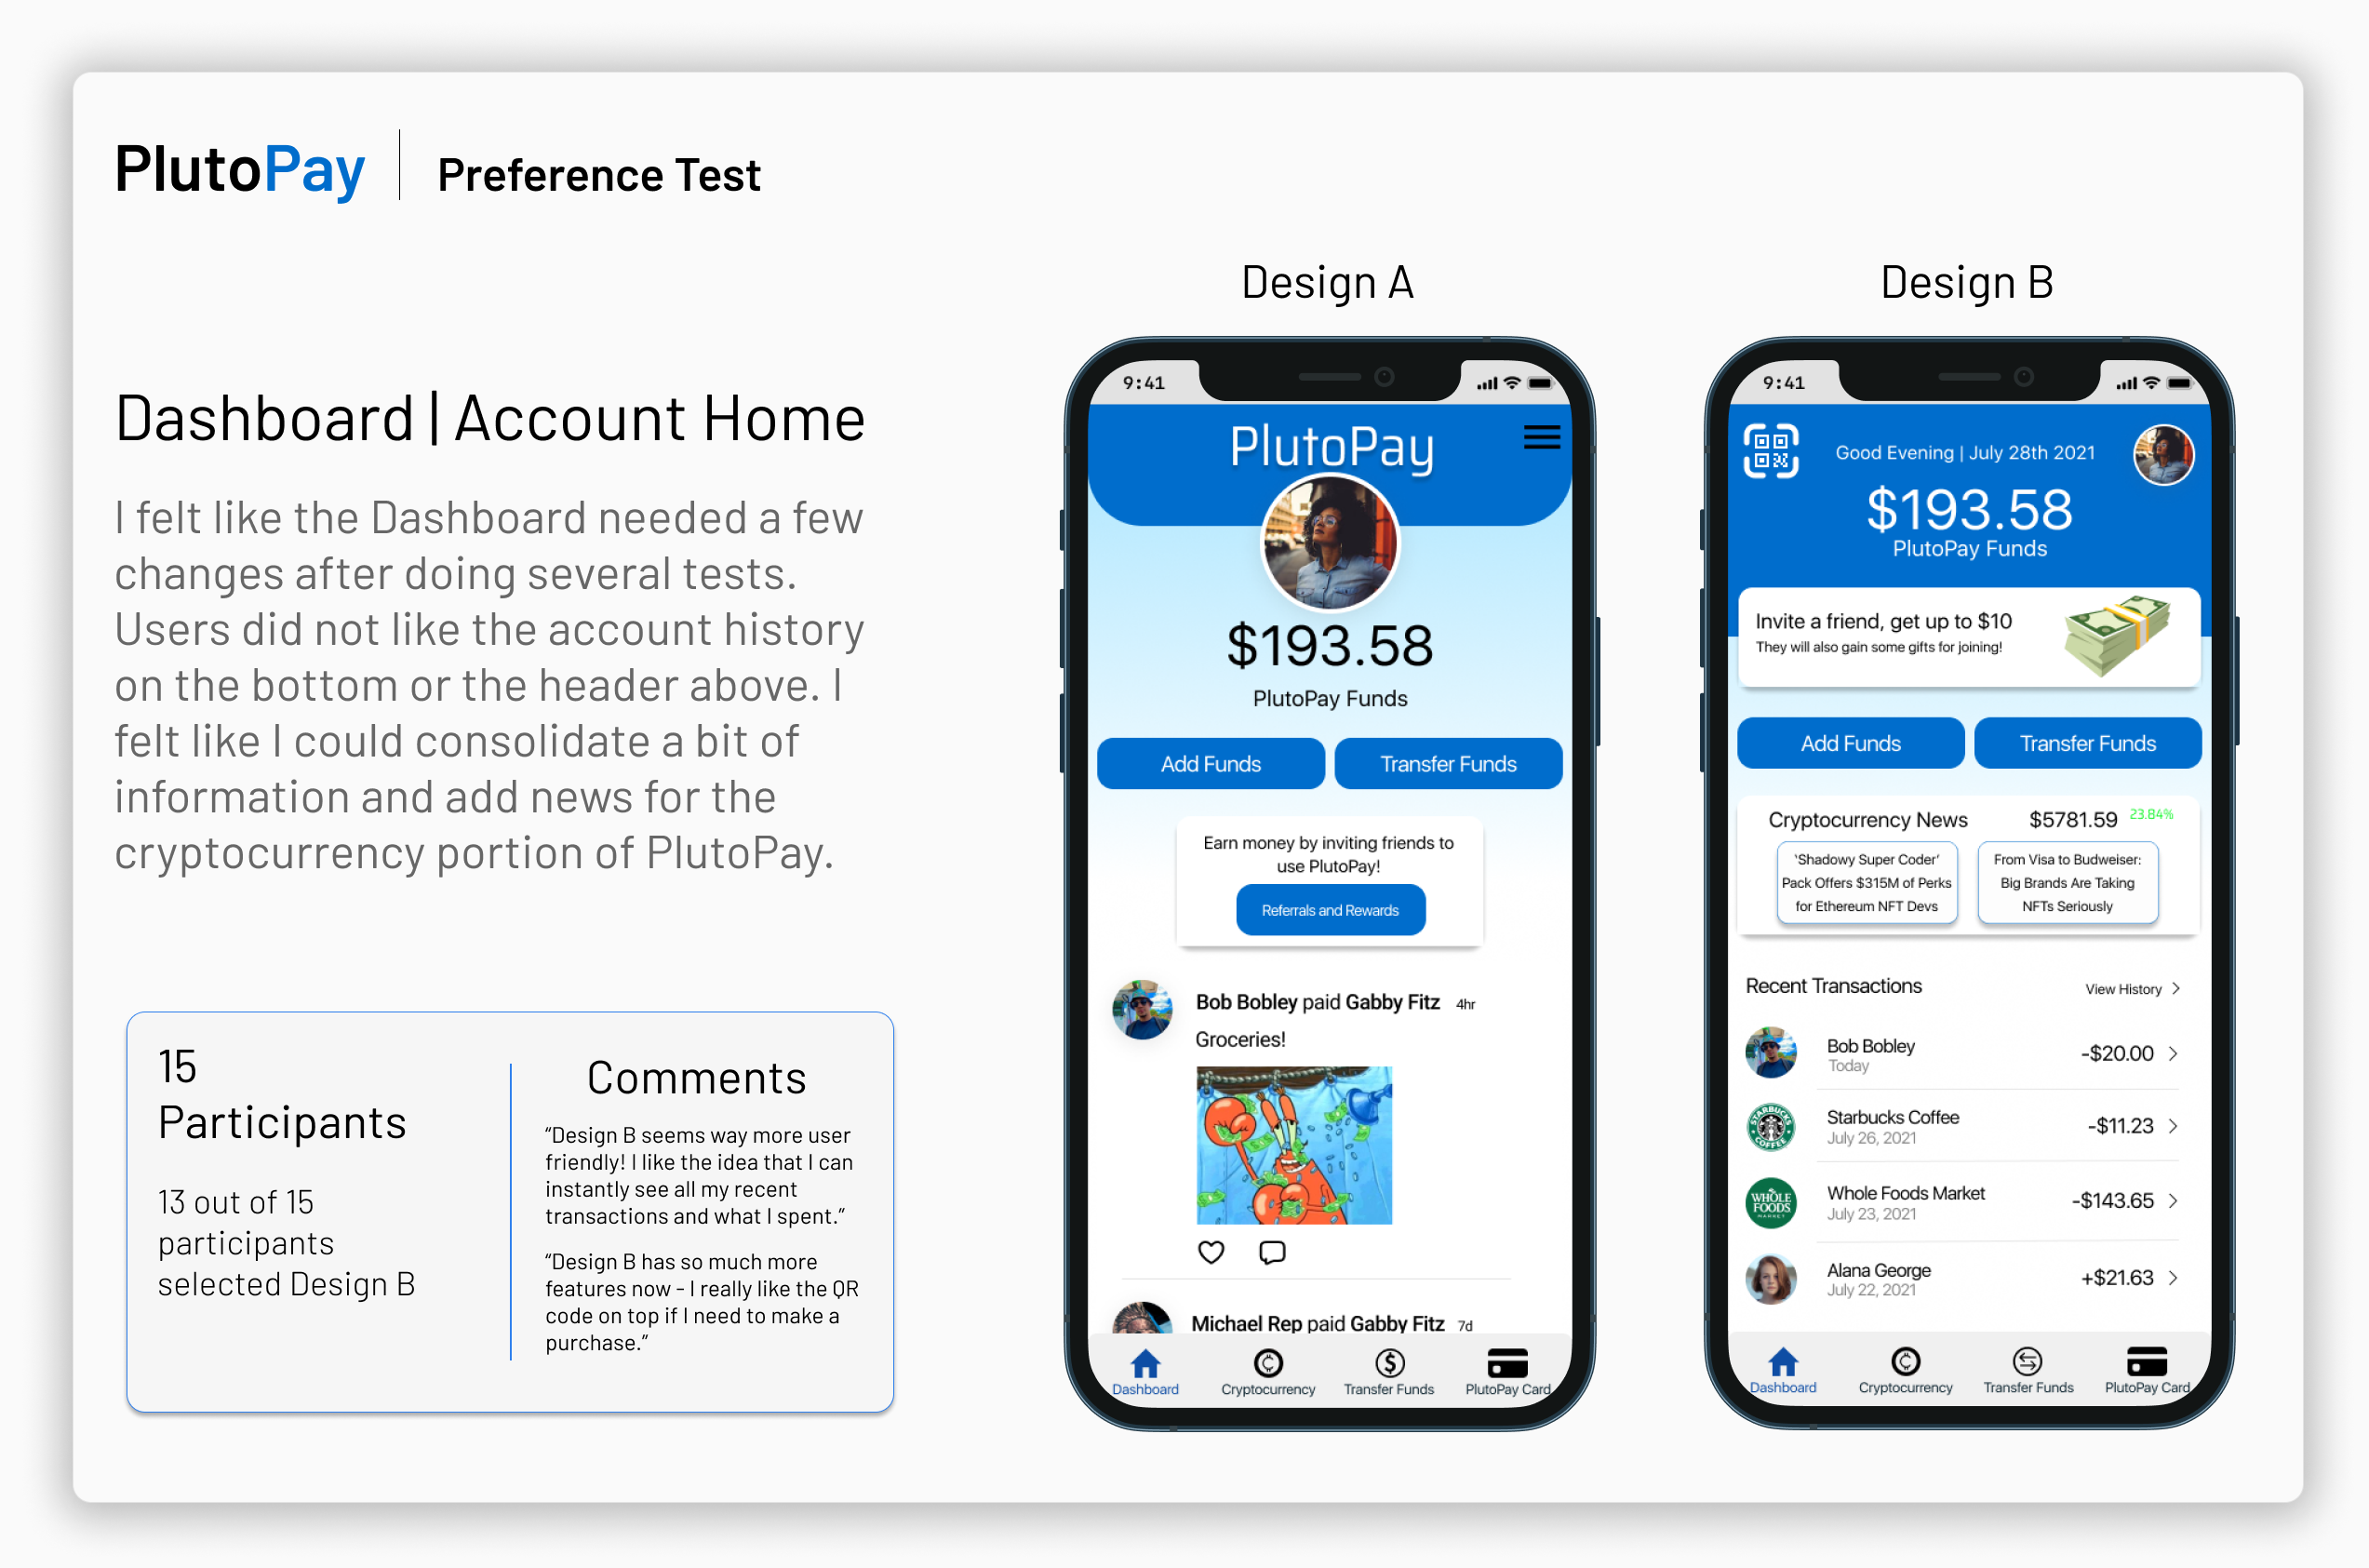 PlutoPay
Preference Test
Dashboard | Account Home
I felt like the Dashboard needed a few
changes after doing several tests.
Users did not like the account history
on the bottom or the header above. I
felt like I could consolidate a bit of
information and add news for the
cryptocurrency portion of PlutoPay.
15
Participants
13 out of 15
participants
selected Design B
Comments
“Design B seems way more user
friendly! I like the idea that I can
instantly see all my recent
transactions and what I spent.”
“Design B has so much more
features now - I really like the QR
code on top if I need to make a
purchase.”
Design A
9:41
PlutoPay
$193.58
PlutoPay Funds
Add Funds
Transfer Funds
Earn money by inviting friends to
use PlutoPay!
Referrals and Rewards
Bob Bobley paid Gabby Fitz 4hr
Groceries!
Michael Rep paid Gabby Fitz 7d
Dashboard
Cryptocurrency
Transfer Funds
PlutoPay Card
Design B
9:41
Good Evening | July 28th 2021
$193.58
PlutoPay Funds
Invite a friend, get up to $10
They will also gain some gifts for joining!
Add Funds
Transfer Funds
Cryptocurrency News
$5781.59
23.84%
‘Shadowy Super Coder’
Pack Offers $315M of Perks
for Ethereum NFT Devs
From Visa to Budweiser:
Big Brands Are Taking
NFTs Seriously
Recent Transactions
View History
Bob Bobley
Today
-$20.00
STARBUCKS
COFFEE
Starbucks Coffee
July 26, 2021
-$11.23
WHOLE
FOODS
MARKET
Whole Foods Market
July 23, 2021
-$143.65
Alana George
July 22, 2021
+$21.63
Dashboard
Cryptocurrency
Transfer Funds
PlutoPay Card